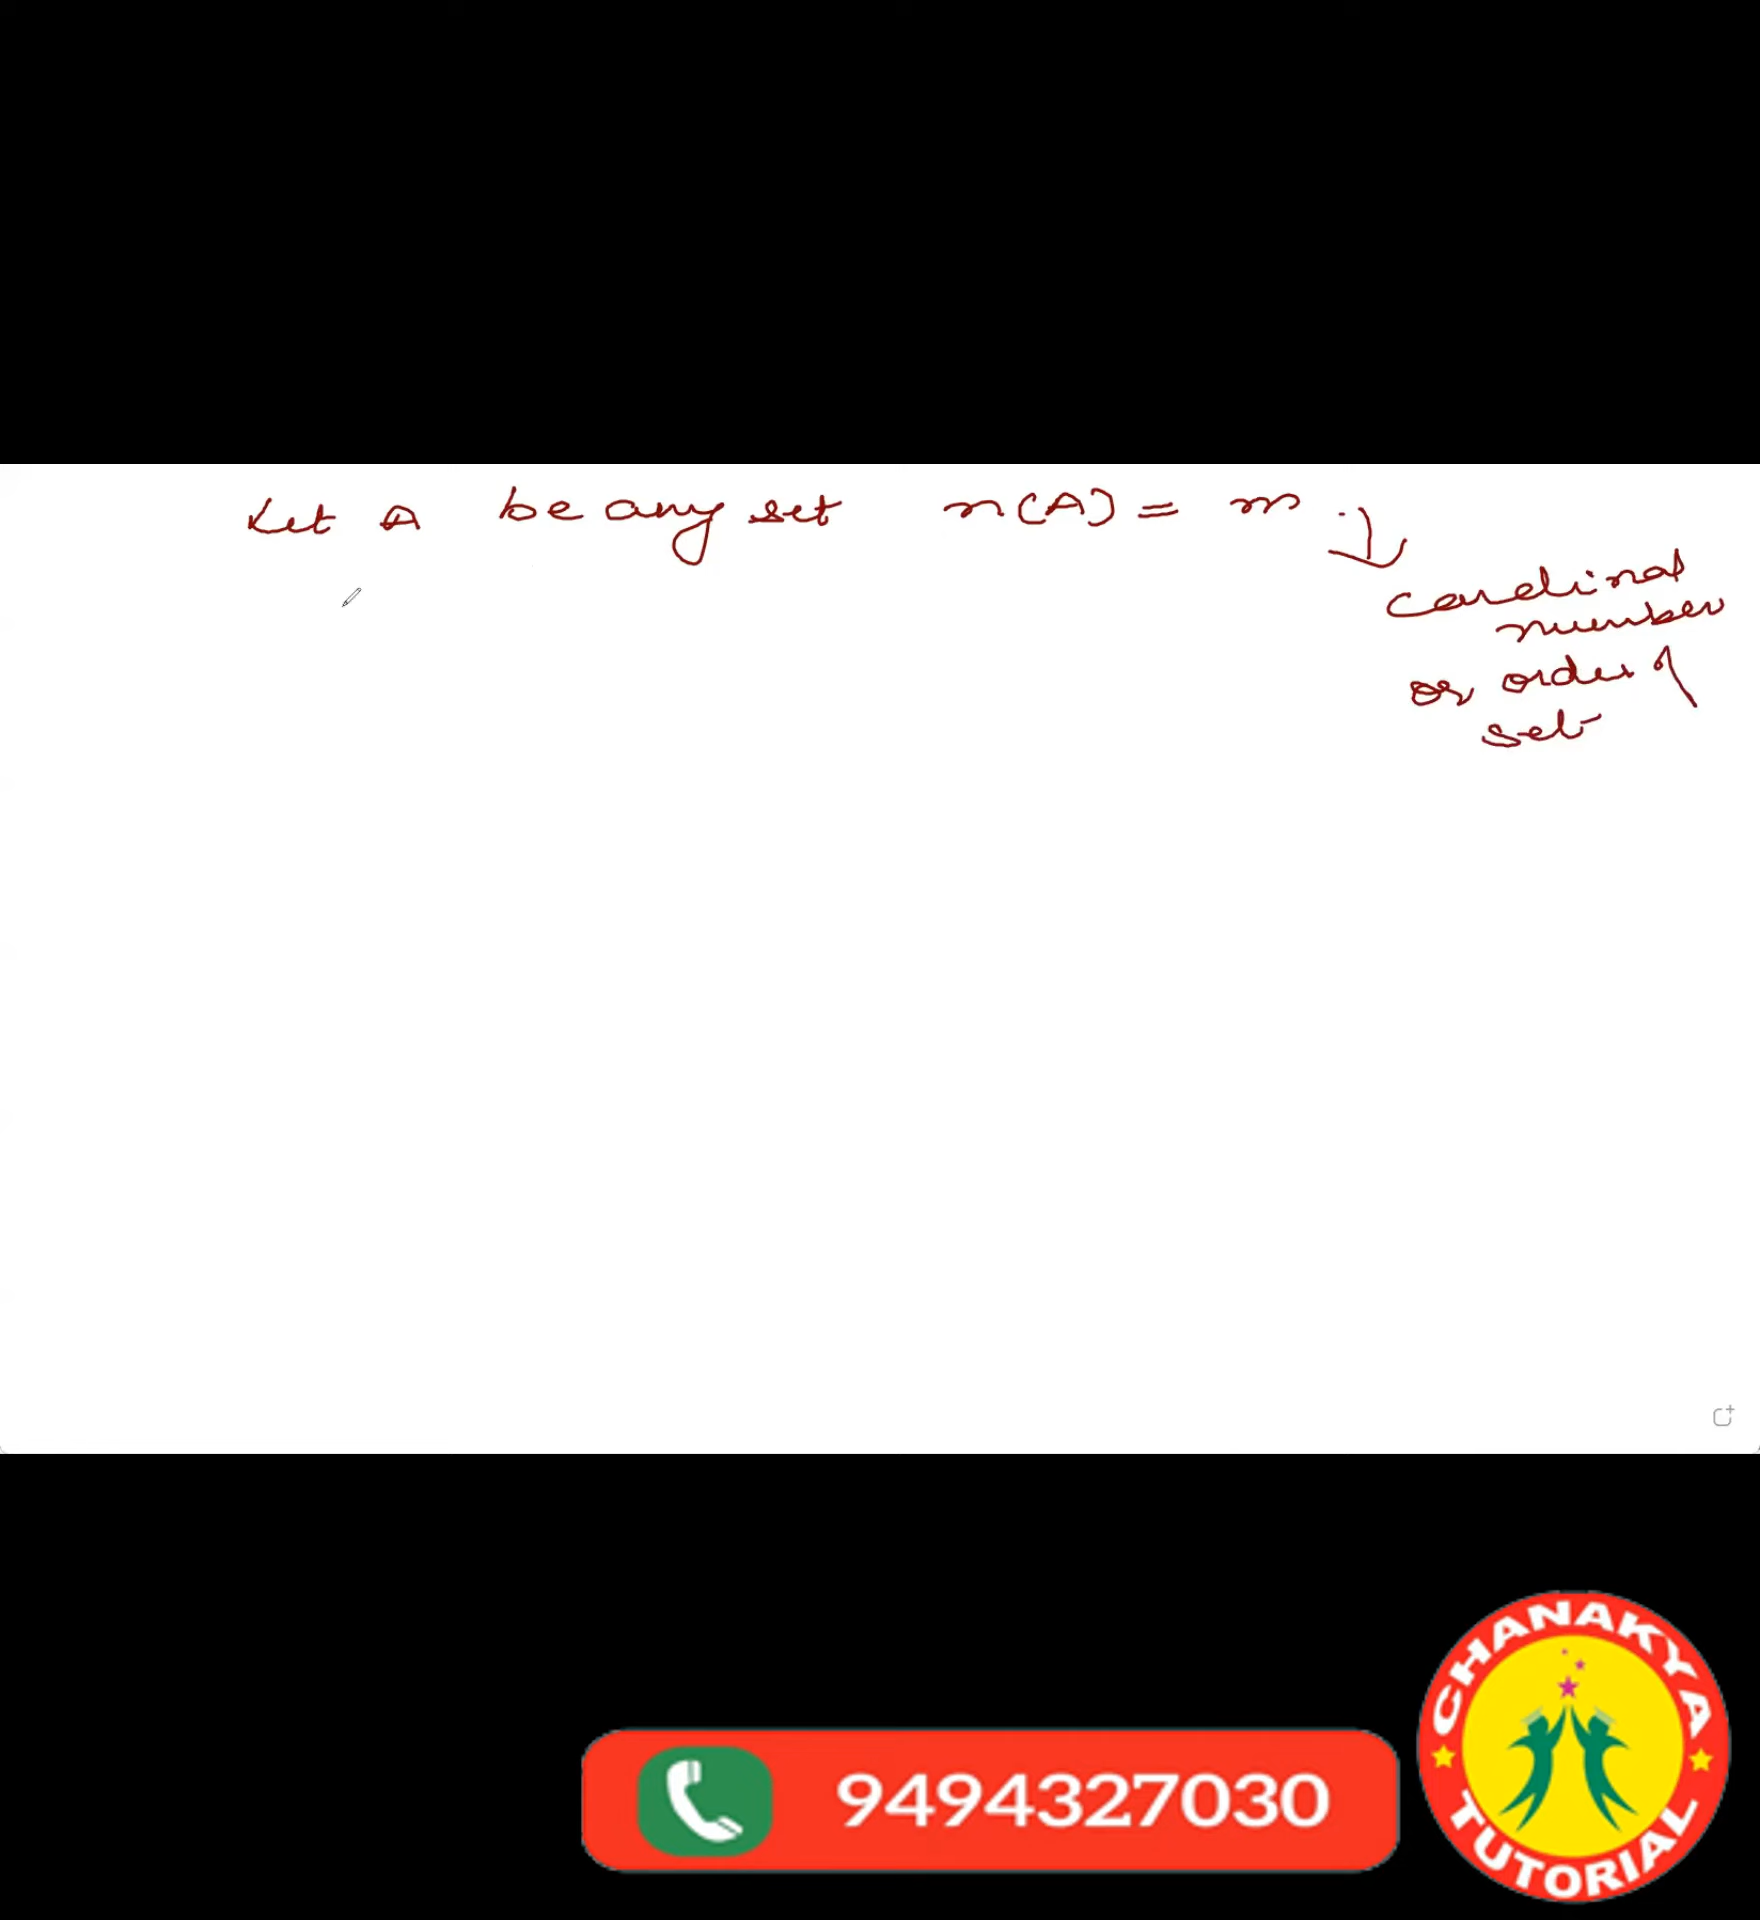 Let A be any set n(A) = m.
cardinal
number
or order of
set
9494327030
CHANAKYA
TUTORIAL